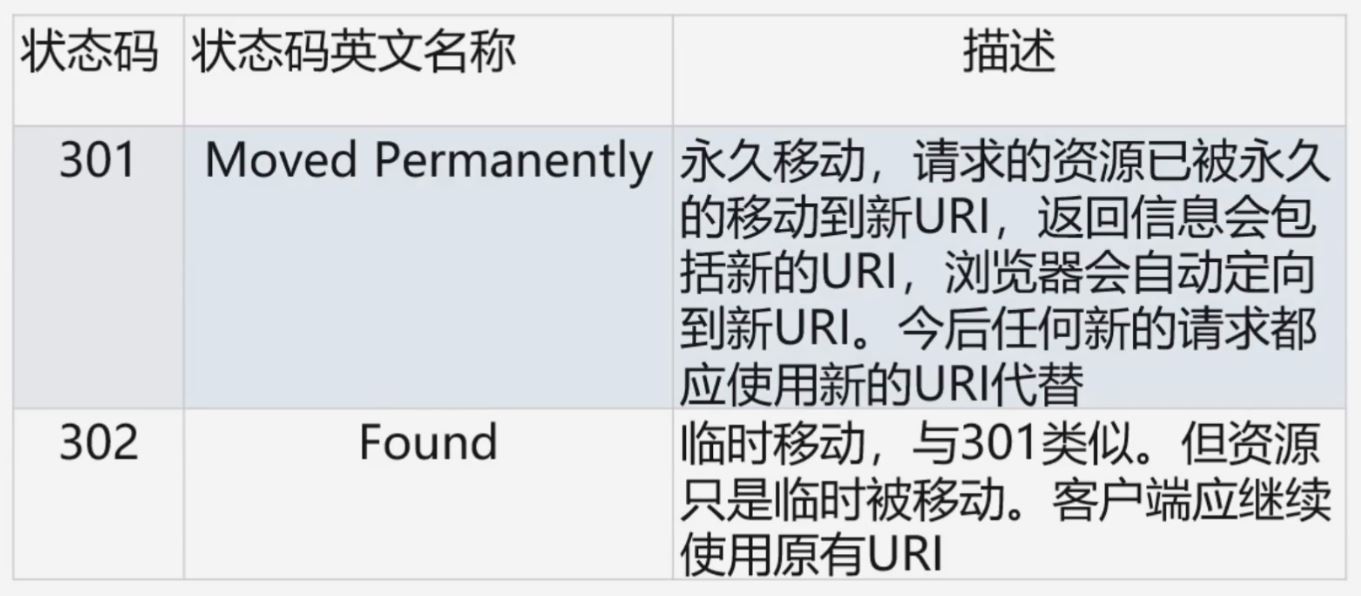 状态码 状态码英文名称 描述
301 Moved Permanently 永久移动，请求的资源已被永久
的移动到新URI，返回信息会包
括新的URI，浏览器会自动定向
到新URI。今后任何新的请求都
应使用新的URI代替
302 Found 临时移动，与301类似。但资源
只是临时被移动。客户端应继续
使用原有URI